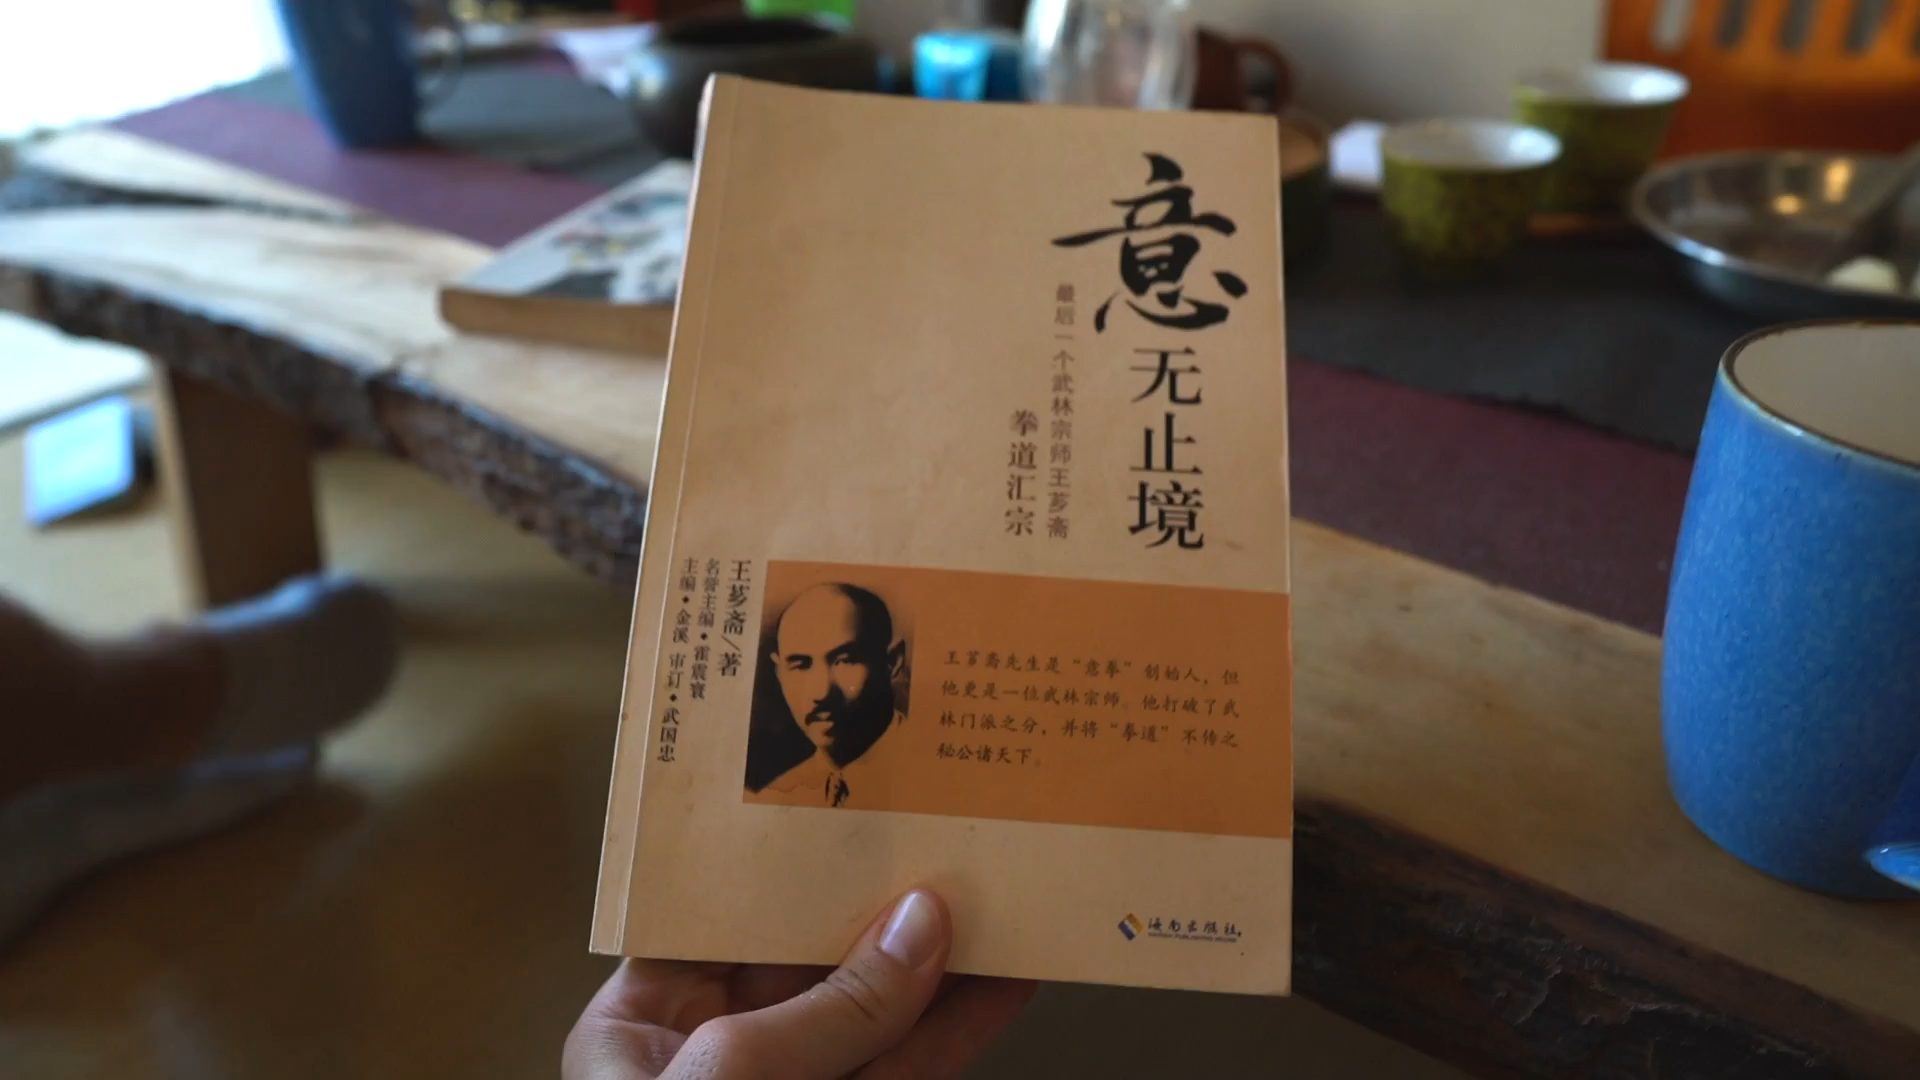 意无止境
最后一个武林宗师王芗斋
拳道汇宗
王芗斋/著
名誉主编·霍震寰
主编·金溪 审订·武国忠
王芗斋先生是“意拳”创始人，但
他更是一位武林宗师。他打破了武
林门派之分，并将“拳道”不传之
秘公诸天下。
海南出版社